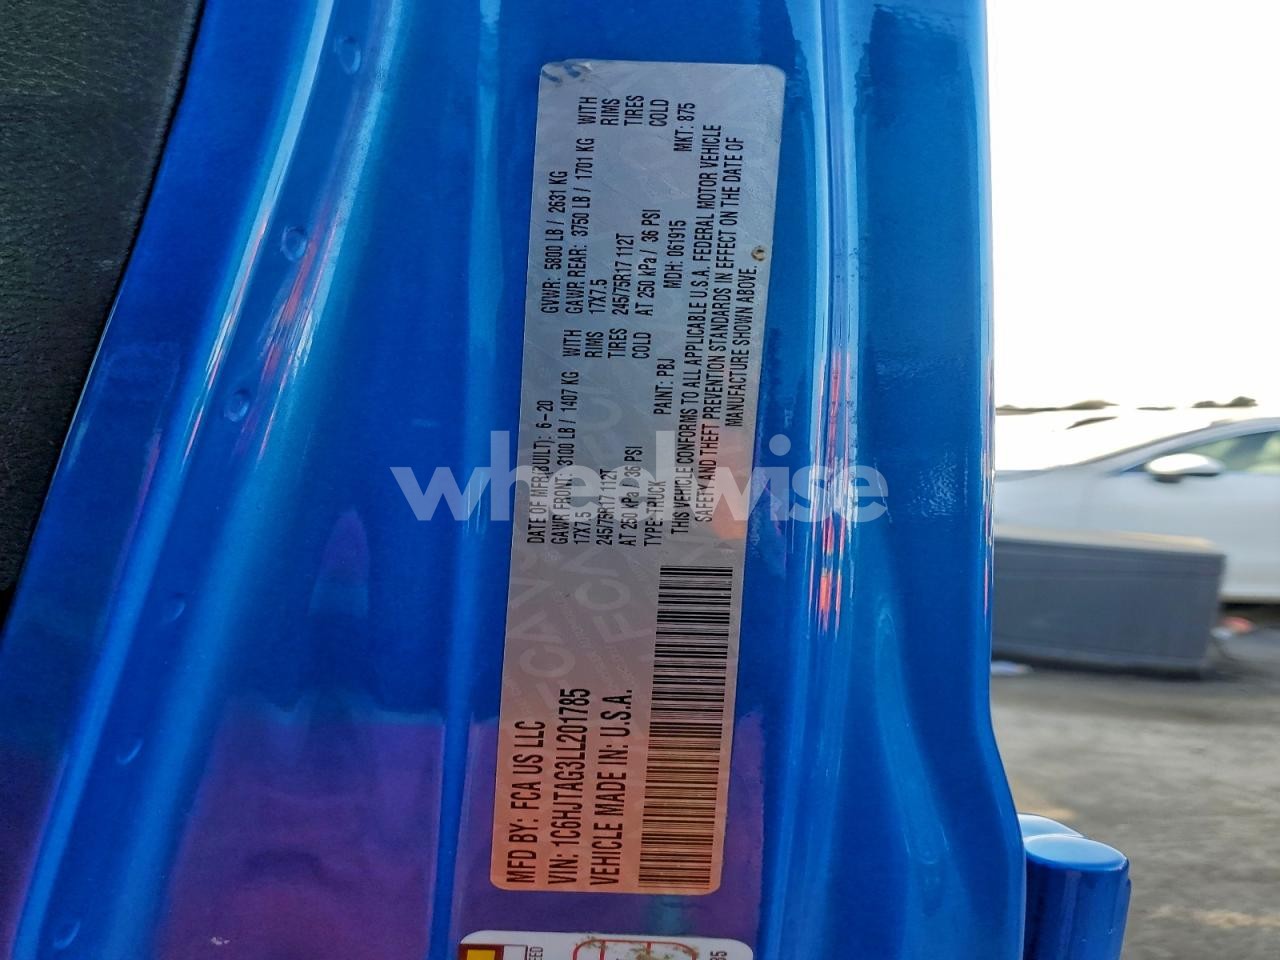 MFD BY: FCA US LLC
VIN: 1C6HJTAG3LL201785
VEHICLE MADE IN: U.S.A.
DATE OF MFR(BUILT): 6-20
GVWR: 5800 LB / 2631 KG
GAWR FRONT: 3100 LB / 1407 KG WITH
GAWR REAR: 3750 LB / 1701 KG WITH
17X7.5 RIMS
17X7.5 RIMS
245/75R17 112T TIRES
245/75R17 112T TIRES
AT 250 kPa / 36 PSI COLD
AT 250 kPa / 36 PSI COLD
TYPE: TRUCK PAINT: PBJ MDH: 061915 MKT: 875
THIS VEHICLE CONFORMS TO ALL APPLICABLE U.S.A. FEDERAL MOTOR VEHICLE
SAFETY AND THEFT PREVENTION STANDARDS IN EFFECT ON THE DATE OF
MANUFACTURE SHOWN ABOVE.
wheelwise